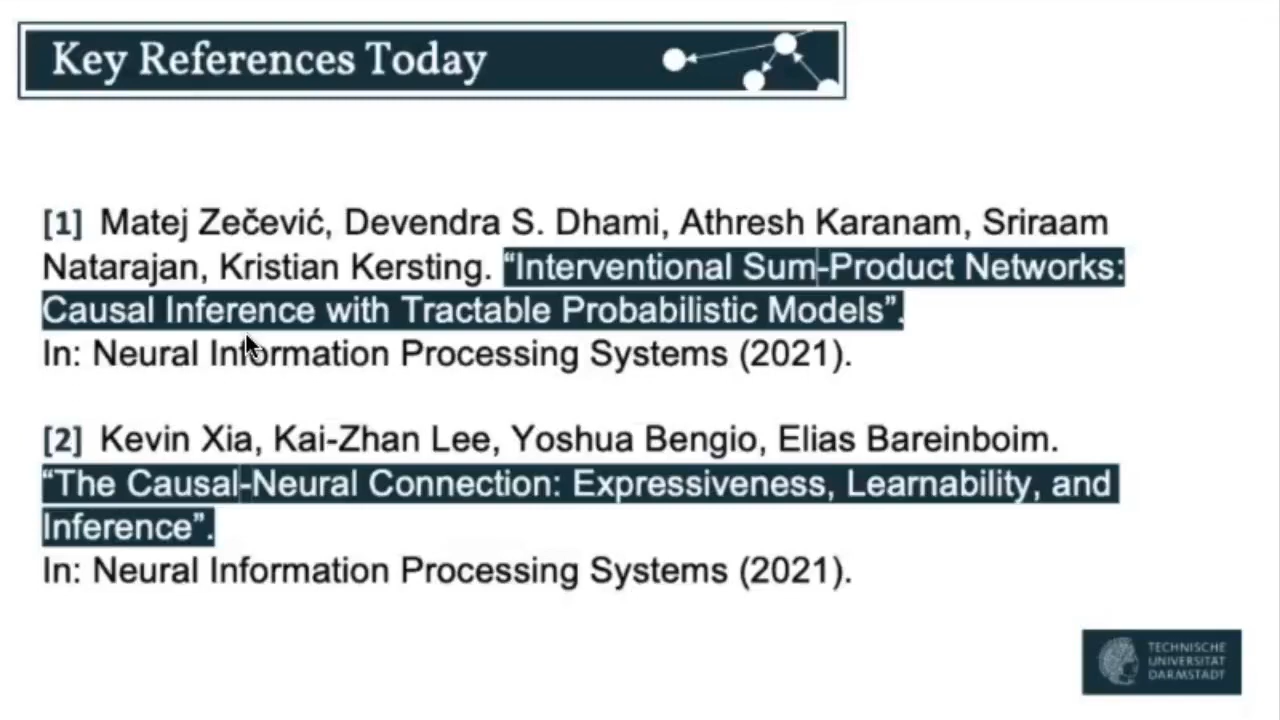 Key References Today
[1] Matej Zečević, Devendra S. Dhami, Athresh Karanam, Sriraam
Natarajan, Kristian Kersting. “Interventional Sum-Product Networks:
Causal Inference with Tractable Probabilistic Models”.
In: Neural Information Processing Systems (2021).
[2] Kevin Xia, Kai-Zhan Lee, Yoshua Bengio, Elias Bareinboim.
“The Causal-Neural Connection: Expressiveness, Learnability, and
Inference”.
In: Neural Information Processing Systems (2021).
TECHNISCHE
UNIVERSITÄT
DARMSTADT